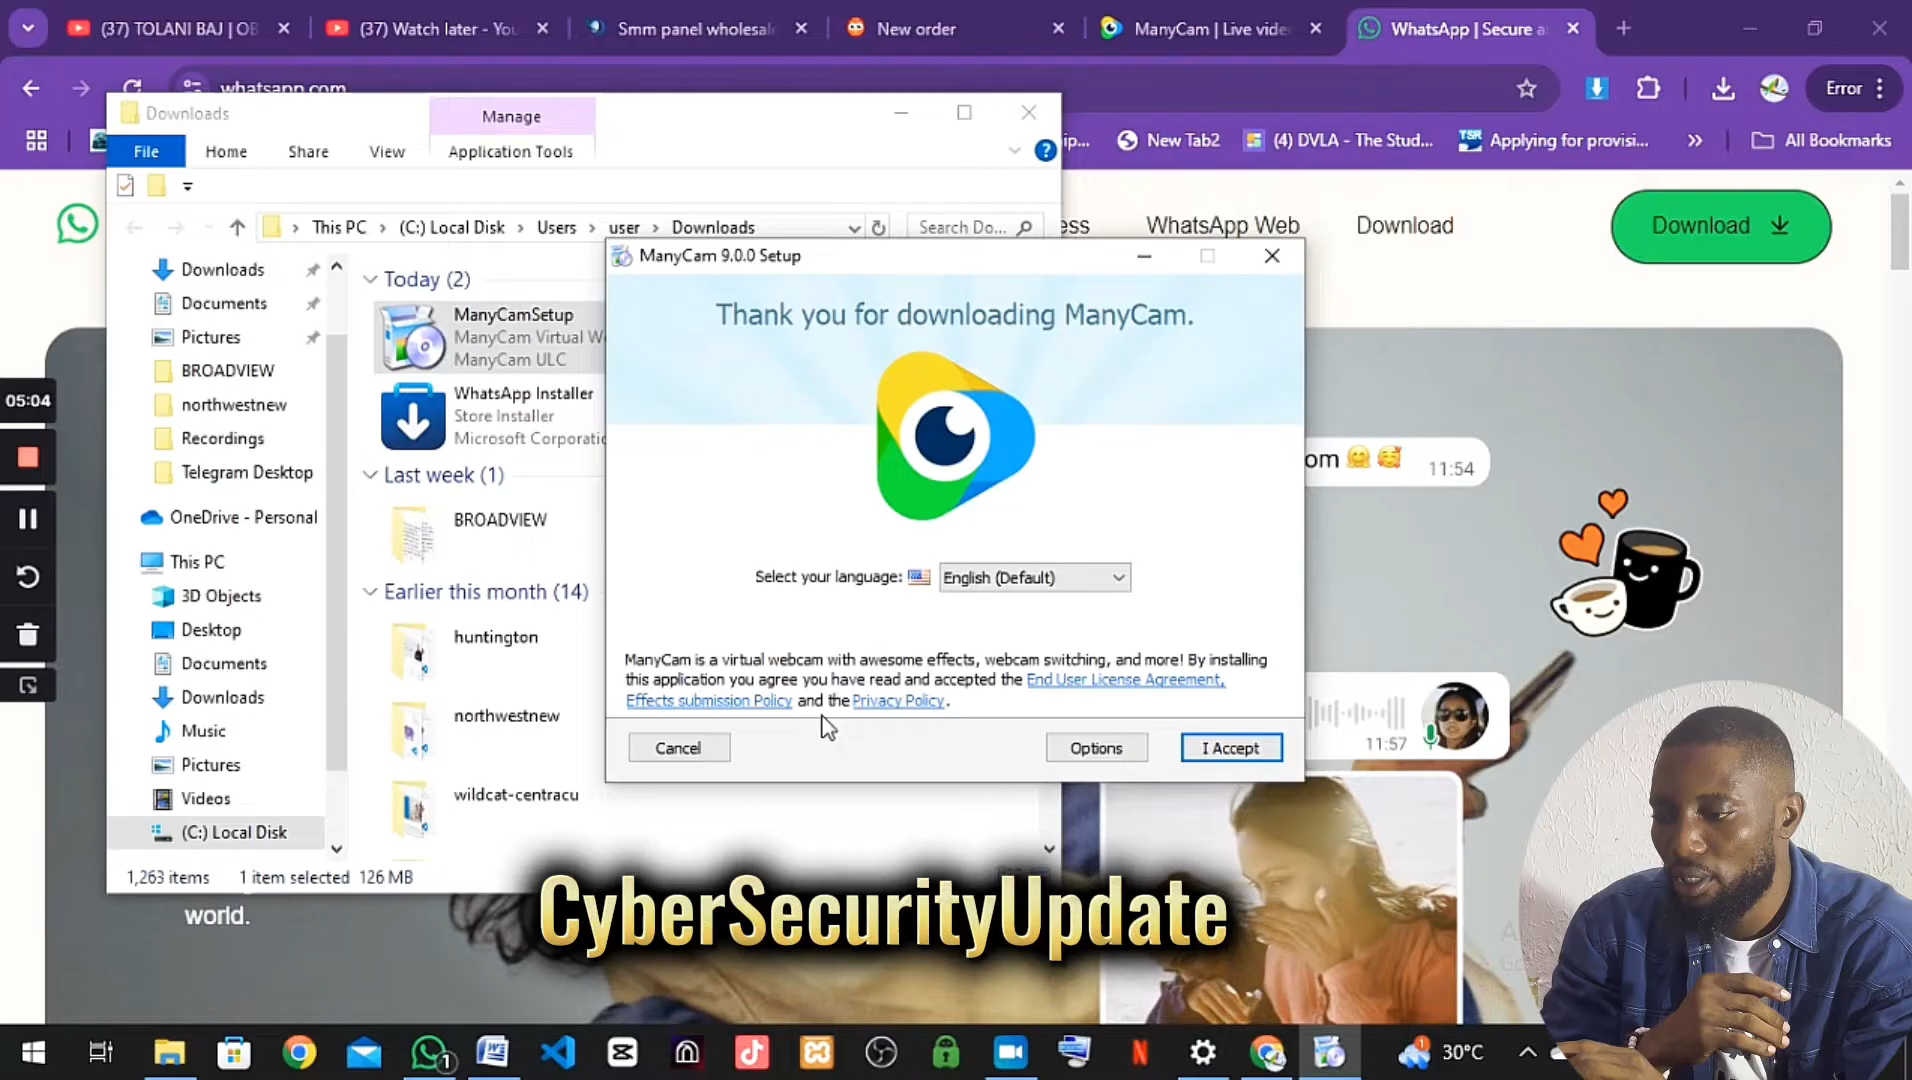 (37) TOLANI BAJ | OB
(37) Watch later - You
Smm panel wholesale
New order
ManyCam | Live vide
WhatsApp | Secure a
whatsapp.com
Error
New Tab2
(4) DVLA - The Stud...
TSR
Applying for provisi...
All Bookmarks
Downloads
Manage
File
Home
Share
View
Application Tools
This PC
(C:) Local Disk
Users
user
Downloads
Search Do...
ess
WhatsApp Web
Download
Download
Downloads
Documents
Pictures
BROADVIEW
northwestnew
Recordings
Telegram Desktop
OneDrive - Personal
This PC
3D Objects
Desktop
Documents
Downloads
Music
Pictures
Videos
(C:) Local Disk
Today (2)
ManyCamSetup
ManyCam Virtual W
ManyCam ULC
WhatsApp Installer
Store Installer
Microsoft Corporatio
Last week (1)
BROADVIEW
Earlier this month (14)
huntington
northwestnew
wildcat-centracu
1,263 items
1 item selected 126 MB
ManyCam 9.0.0 Setup
Thank you for downloading ManyCam.
Select your language:
English (Default)
ManyCam is a virtual webcam with awesome effects, webcam switching, and more! By installing
this application you agree you have read and accepted the End User License Agreement,
Effects submission Policy and the Privacy Policy.
Cancel
Options
I Accept
05:04
om 🤗 🥰
11:54
11:57
world.
CyberSecurityUpdate
1
30°C